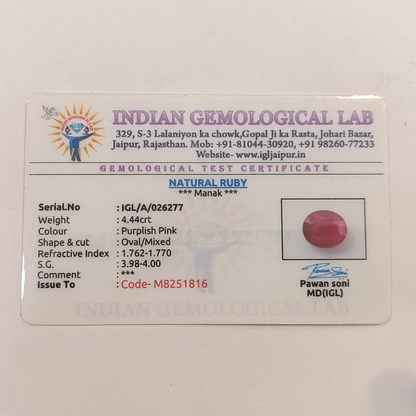 INDIAN GEMOLOGICAL LAB
329, S-3 Lalaniyon ka chowk,Gopal Ji ka Rasta, Johari Bazar,
Jaipur, Rajasthan. Mob: +91-81044-30920, +91 98260-77233
Website- www.igljaipur.in
GEMOLOGICAL TEST CERTIFICATE
NATURAL RUBY
*** Manak ***
Serial.No : IGL/A/026277
Weight : 4.44crt
Colour : Purplish Pink
Shape & cut : Oval/Mixed
Refractive Index : 1.762-1.770
S.G. : 3.98-4.00
Comment : ***
Issue To : Code- M8251816
Pawan Soni
Pawan soni
MD(IGL)
INDIAN GEMOLOGICAL LAB